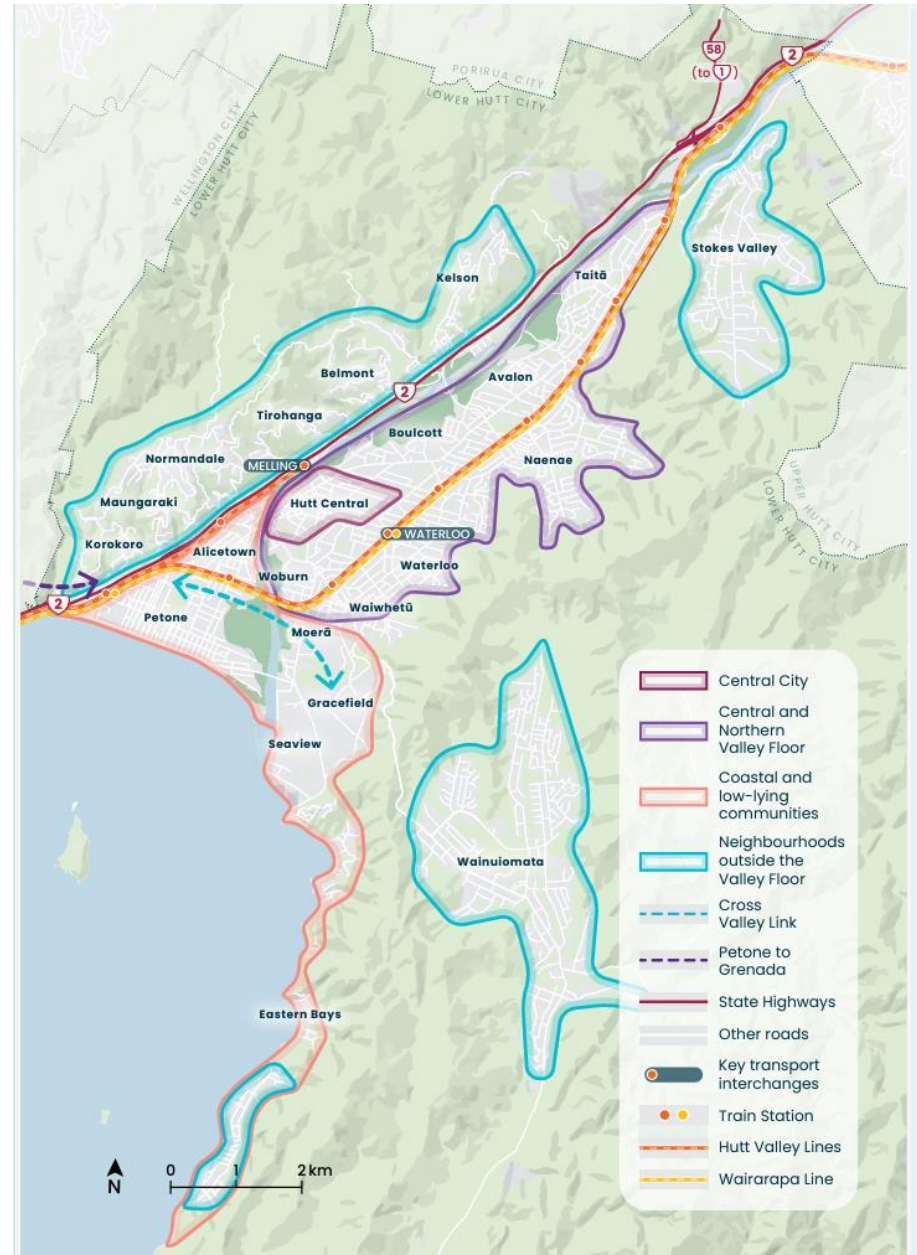 58
(to 1)
2
PORIRUA CITY
LOWER HUTT CITY
WELLINGTON CITY
LOWER HUTT CITY
Stokes Valley
Kelson
Taitā
Belmont
2
Avalon
Tirohanga
Boulcott
Normandale
MELLING
Naenae
UPPER HUTT CITY
LOWER HUTT CITY
Maungaraki
Hutt Central
WATERLOO
Korokoro
Alicetown
Waterloo
Woburn
2
Waiwhetū
Petone
Moerā
Gracefield
Seaview
Wainuiomata
Eastern Bays
N
0 1 2 km
Central City
Central and
Northern
Valley Floor
Coastal and
low-lying
communities
Neighbourhoods
outside the
Valley Floor
Cross
Valley Link
Petone to
Grenada
State Highways
Other roads
Key transport
interchanges
Train Station
Hutt Valley Lines
Wairarapa Line